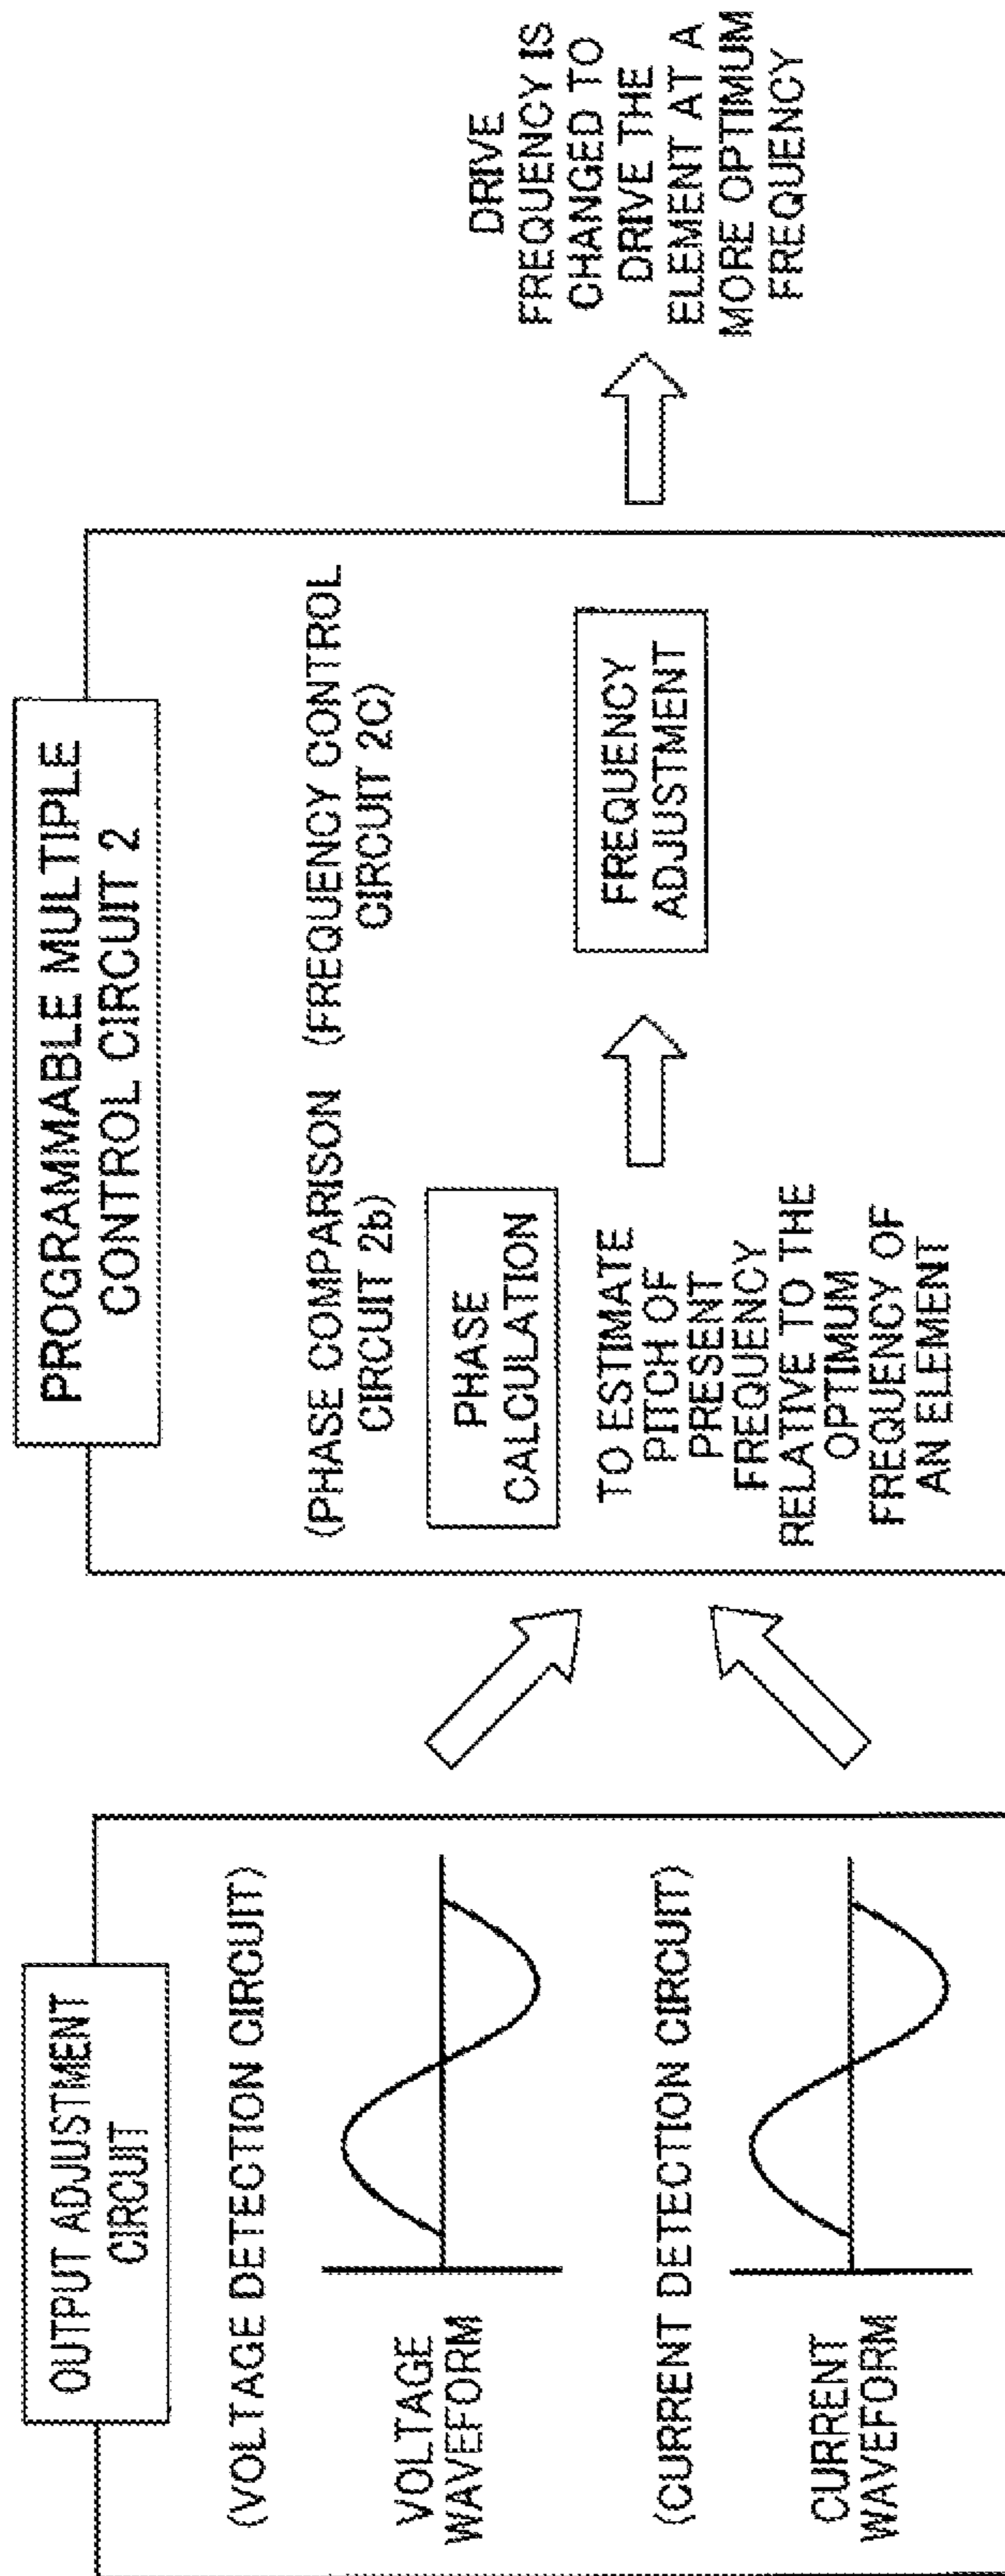 OUTPUT ADJUSTMENT
CIRCUIT
(VOLTAGE DETECTION CIRCUIT)
VOLTAGE
WAVEFORM
(CURRENT DETECTION CIRCUIT)
CURRENT
WAVEFORM
PROGRAMMABLE MULTIPLE
CONTROL CIRCUIT 2
(PHASE COMPARISON
CIRCUIT 2b)
PHASE
CALCULATION
TO ESTIMATE
PITCH OF
PRESENT
FREQUENCY
RELATIVE TO THE
OPTIMUM
FREQUENCY OF
AN ELEMENT
(FREQUENCY CONTROL
CIRCUIT 2C)
FREQUENCY
ADJUSTMENT
DRIVE
FREQUENCY IS
CHANGED TO
DRIVE THE
ELEMENT AT A
MORE OPTIMUM
FREQUENCY